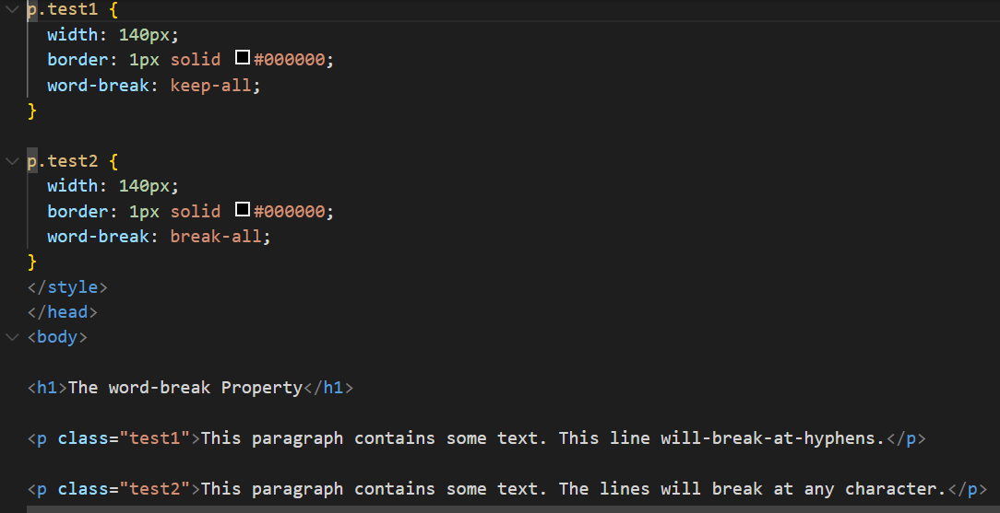 p.test1 {
  width: 140px;
  border: 1px solid #000000;
  word-break: keep-all;
}

p.test2 {
  width: 140px;
  border: 1px solid #000000;
  word-break: break-all;
}
</style>
</head>
<body>

<h1>The word-break Property</h1>

<p class="test1">This paragraph contains some text. This line will-break-at-hyphens.</p>

<p class="test2">This paragraph contains some text. The lines will break at any character.</p>